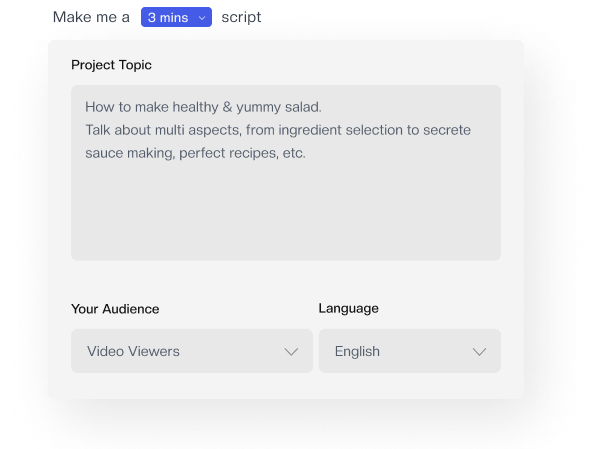 Make me a 3 mins script
Project Topic
How to make healthy & yummy salad.
Talk about multi aspects, from ingredient selection to secrete
sauce making, perfect recipes, etc.
Your Audience Language
Video Viewers English